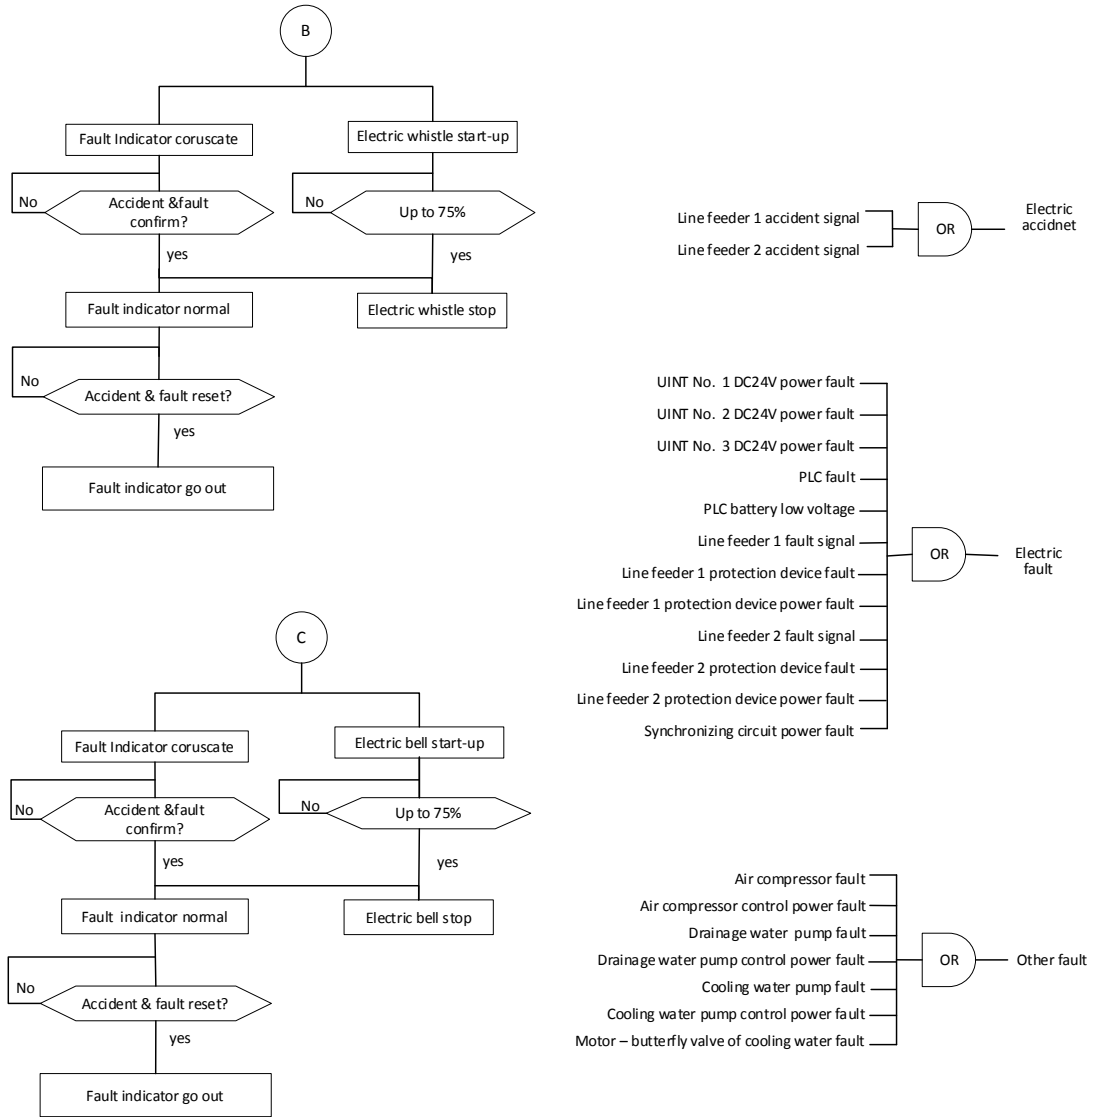 B
Fault Indicator coruscate
Electric whistle start-up
No
Accident &fault
confirm?
No
Up to 75%
yes
yes
Fault indicator normal
Electric whistle stop
No
Accident & fault reset?
yes
Fault indicator go out
C
Fault Indicator coruscate
Electric bell start-up
No
Accident &fault
confirm?
No
Up to 75%
yes
yes
Fault indicator normal
Electric bell stop
No
Accident & fault reset?
yes
Fault indicator go out
Line feeder 1 accident signal
Line feeder 2 accident signal
OR
Electric
accidnet
UINT No. 1 DC24V power fault
UINT No. 2 DC24V power fault
UINT No. 3 DC24V power fault
PLC fault
PLC battery low voltage
Line feeder 1 fault signal
Line feeder 1 protection device fault
Line feeder 1 protection device power fault
Line feeder 2 fault signal
Line feeder 2 protection device fault
Line feeder 2 protection device power fault
Synchronizing circuit power fault
OR
Electric
fault
Air compressor fault
Air compressor control power fault
Drainage water pump fault
Drainage water pump control power fault
Cooling water pump fault
Cooling water pump control power fault
Motor – butterfly valve of cooling water fault
OR
Other fault